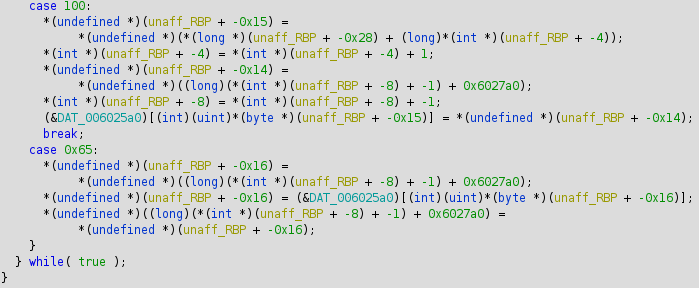 case 100:
*(undefined *)(unaff_RBP + -0x15) =
*(undefined *)(*(long *)(unaff_RBP + -0x28) + (long)*(int *)(unaff_RBP + -4));
*(int *)(unaff_RBP + -4) = *(int *)(unaff_RBP + -4) + 1;
*(undefined *)(unaff_RBP + -0x14) =
*(undefined *)((long)(*(int *)(unaff_RBP + -8) + -1) + 0x6027a0);
*(int *)(unaff_RBP + -8) = *(int *)(unaff_RBP + -8) + -1;
(&DAT_006025a0)[(int)(uint)*(byte *)(unaff_RBP + -0x15)] = *(undefined *)(unaff_RBP + -0x14);
break;
case 0x65:
*(undefined *)(unaff_RBP + -0x16) =
*(undefined *)((long)(*(int *)(unaff_RBP + -8) + -1) + 0x6027a0);
*(undefined *)(unaff_RBP + -0x16) = (&DAT_006025a0)[(int)(uint)*(byte *)(unaff_RBP + -0x16)];
*(undefined *)((long)(*(int *)(unaff_RBP + -8) + -1) + 0x6027a0) =
*(undefined *)(unaff_RBP + -0x16);
}
} while( true );
}